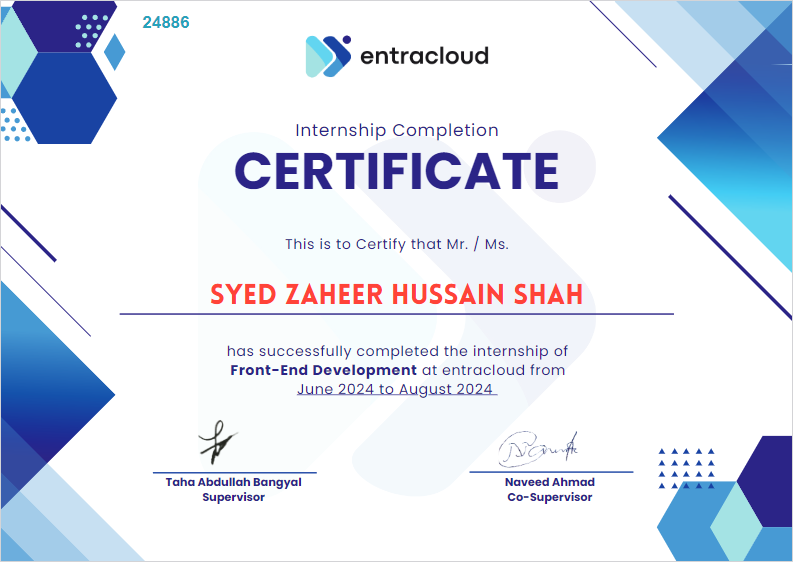 24886
entracloud
Internship Completion
CERTIFICATE
This is to Certify that Mr. / Ms.
SYED ZAHEER HUSSAIN SHAH
has successfully completed the internship of
Front-End Development at entracloud from
June 2024 to August 2024
Taha Abdullah Bangyal
Supervisor
Naveed Ahmad
Co-Supervisor